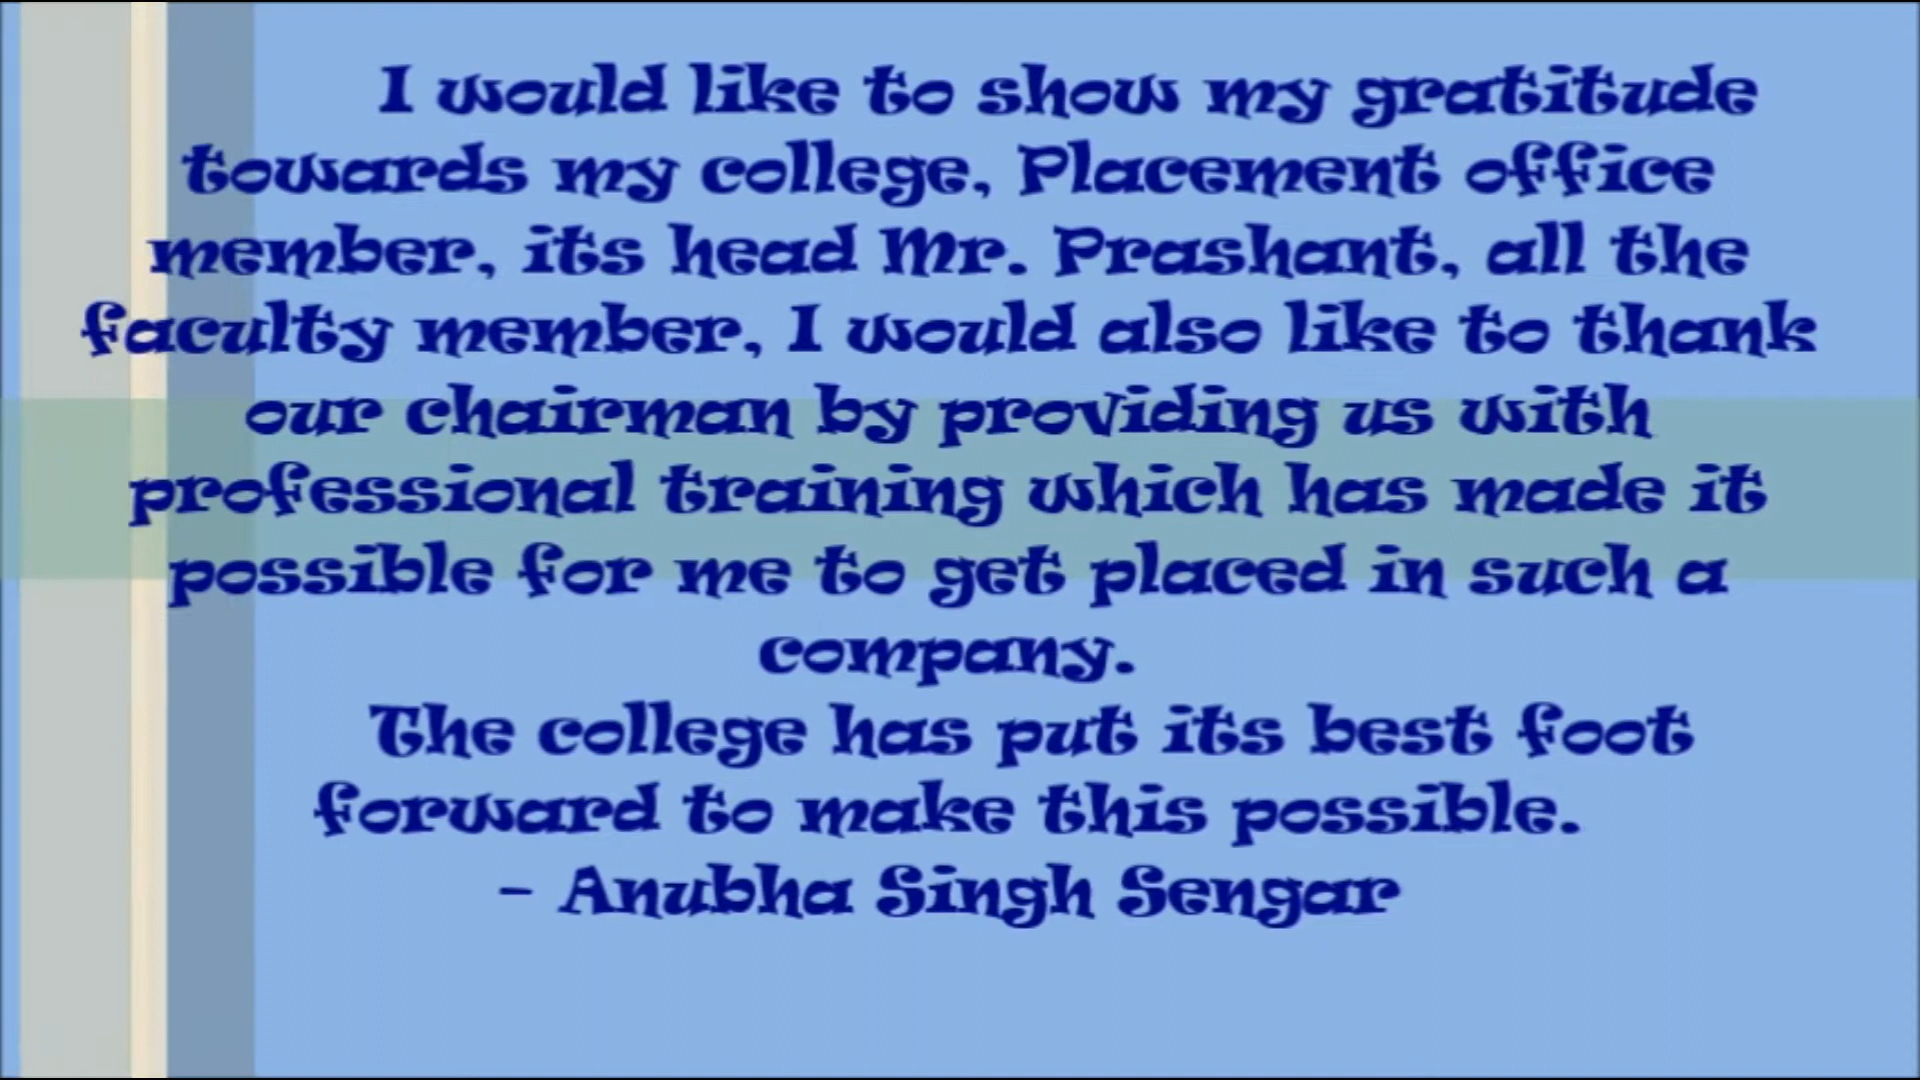 I would like to show my gratitude
towards my college, Placement office
member, its head Mr. Prashant, all the
faculty member, I would also like to thank
our chairman by providing us with
professional training which has made it
possible for me to get placed in such a
company.
The college has put its best foot
forward to make this possible.
- Anubha Singh Sengar